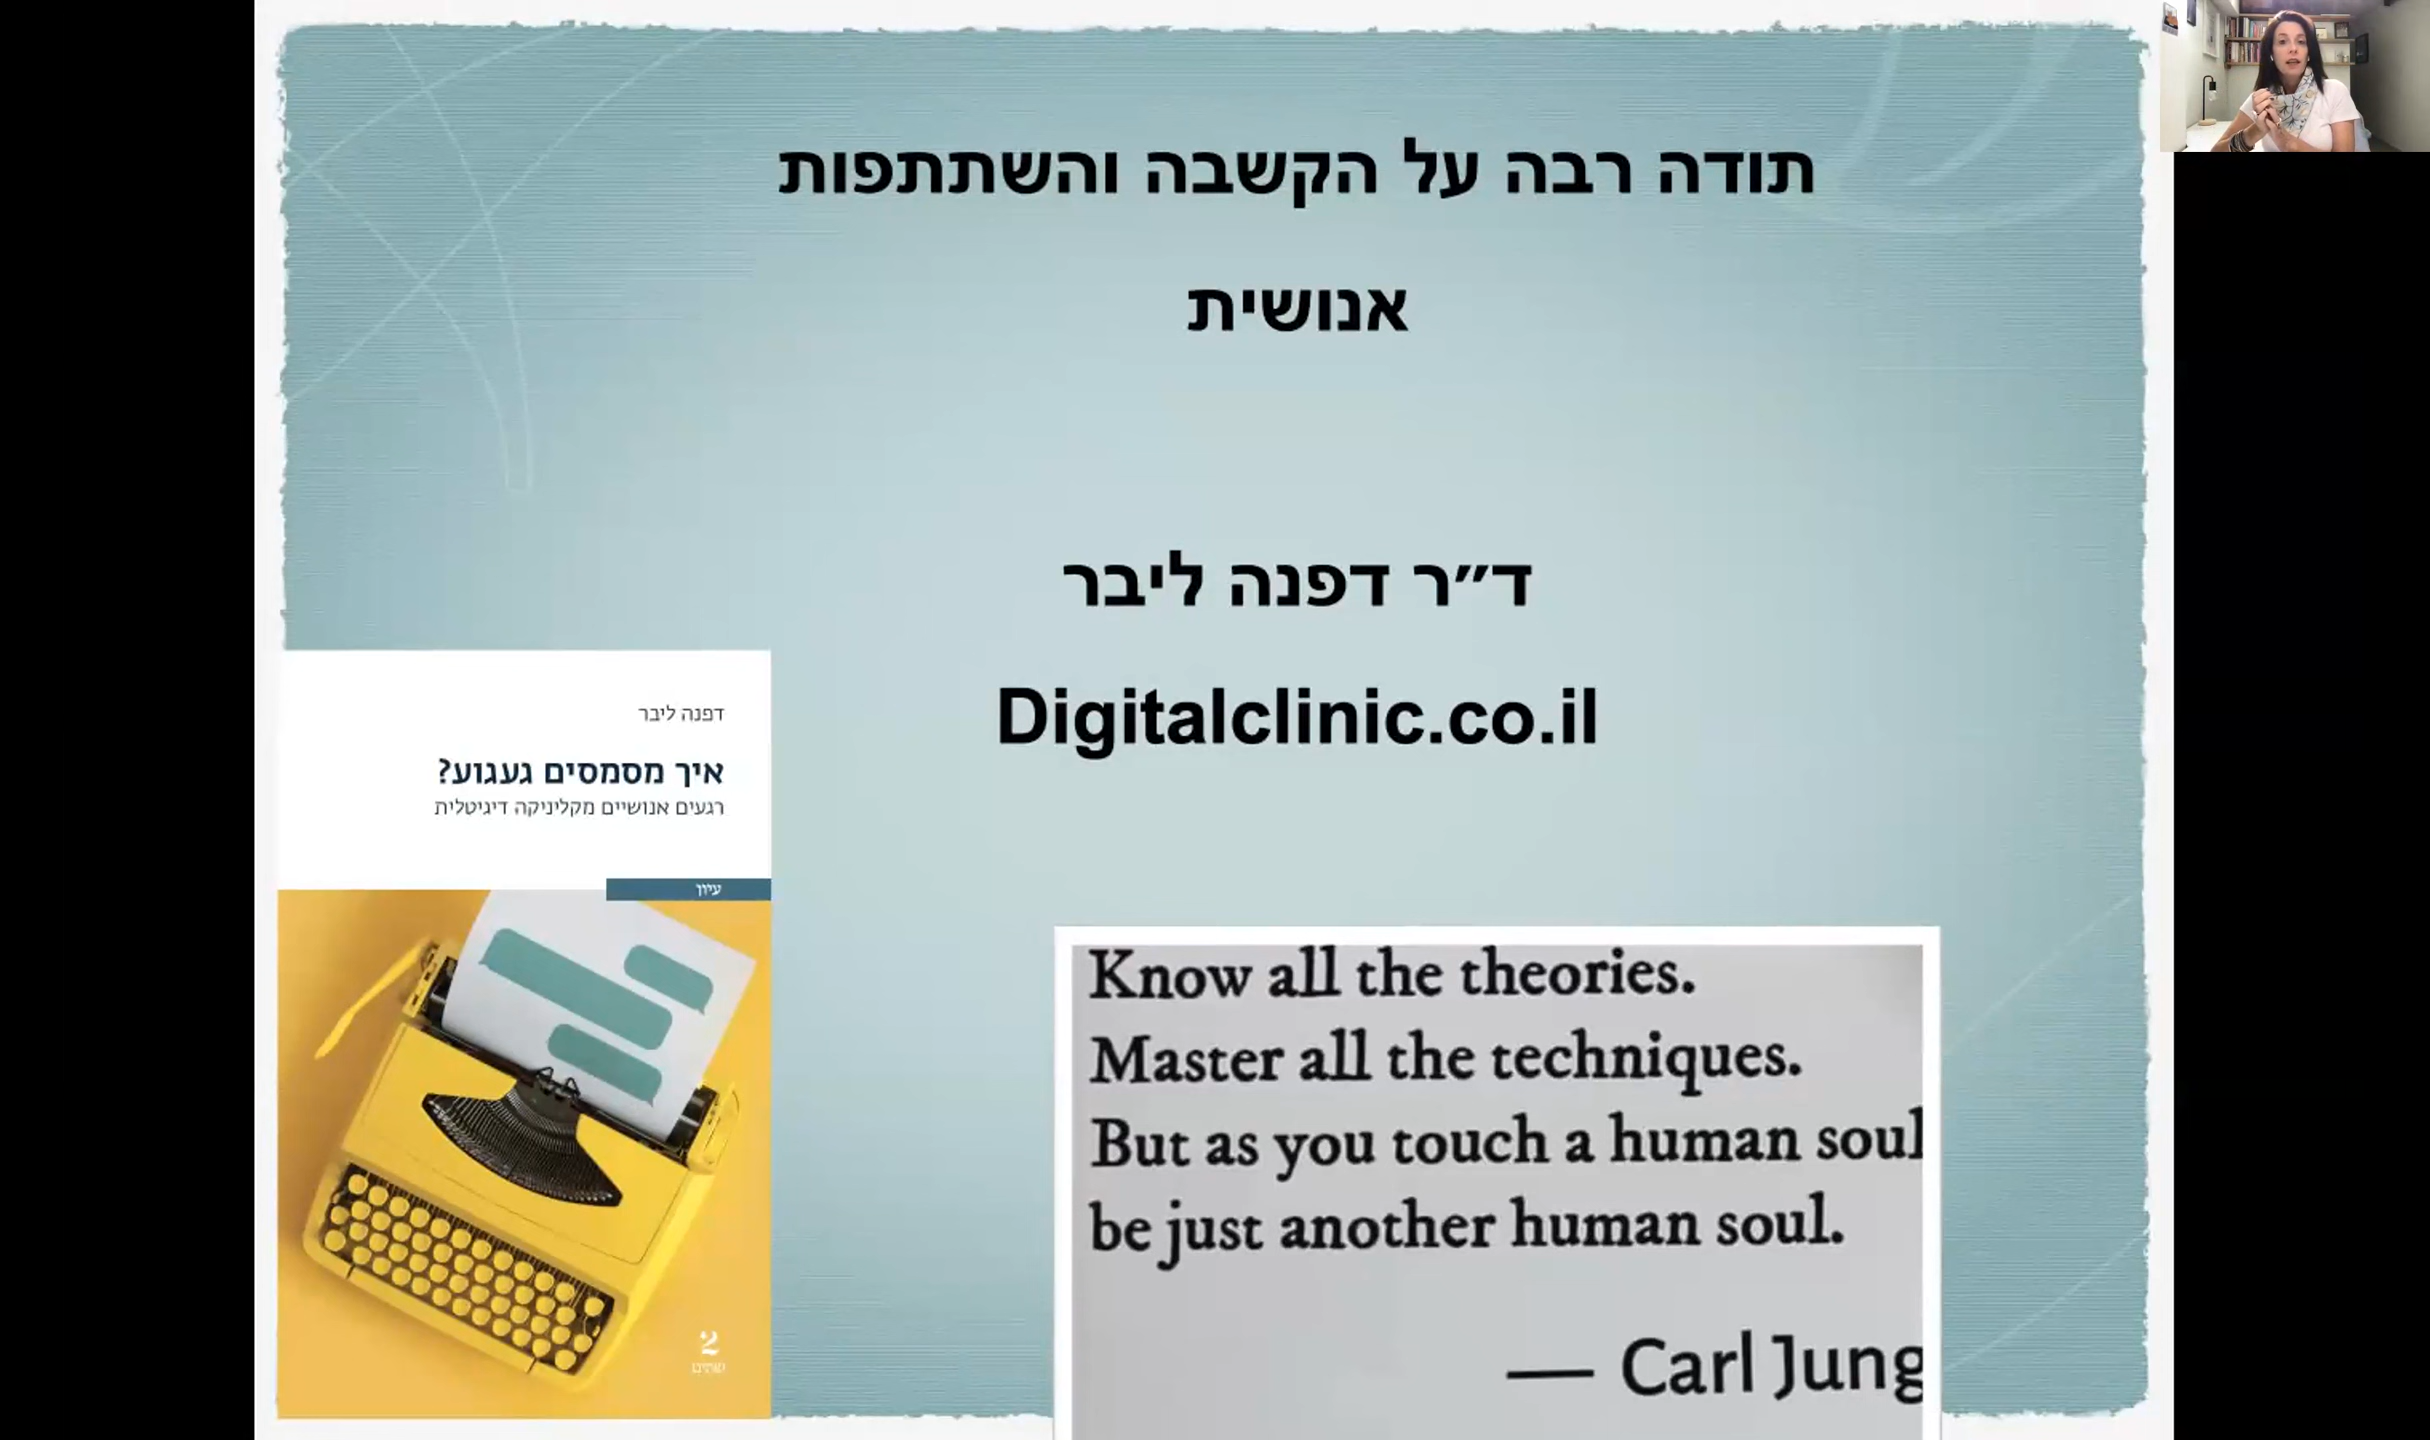 תודה רבה על הקשבה והשתתפות
אנושית
ד״ר דפנה ליבר
Digitalclinic.co.il
דפנה ליבר
איך מסמסים געגוע?
רגעים אנושיים מקליניקה דיגיטלית
עיון
2
שתיים
Know all the theories.
Master all the techniques.
But as you touch a human soul
be just another human soul.
— Carl Jung